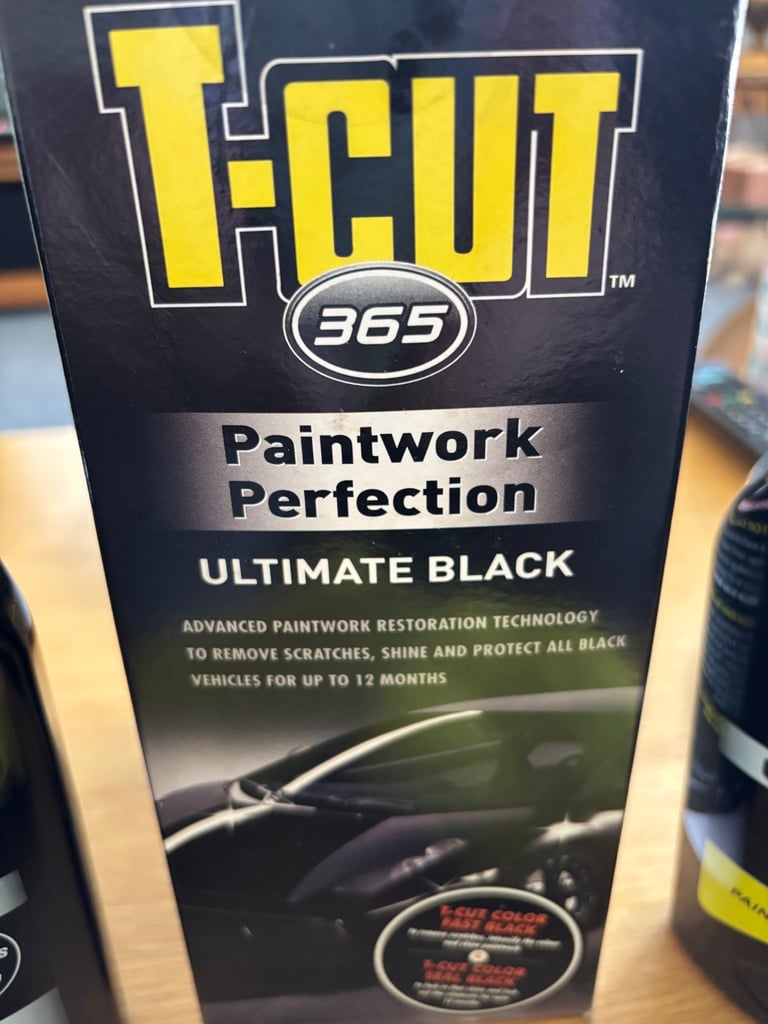 T-CUT
TM
365
Paintwork
Perfection
ULTIMATE BLACK
ADVANCED PAINTWORK RESTORATION TECHNOLOGY
TO REMOVE SCRATCHES, SHINE AND PROTECT ALL BLACK
VEHICLES FOR UP TO 12 MONTHS
T-CUT COLOR
FAST BLACK
T-CUT COLOR
SEAL BLACK